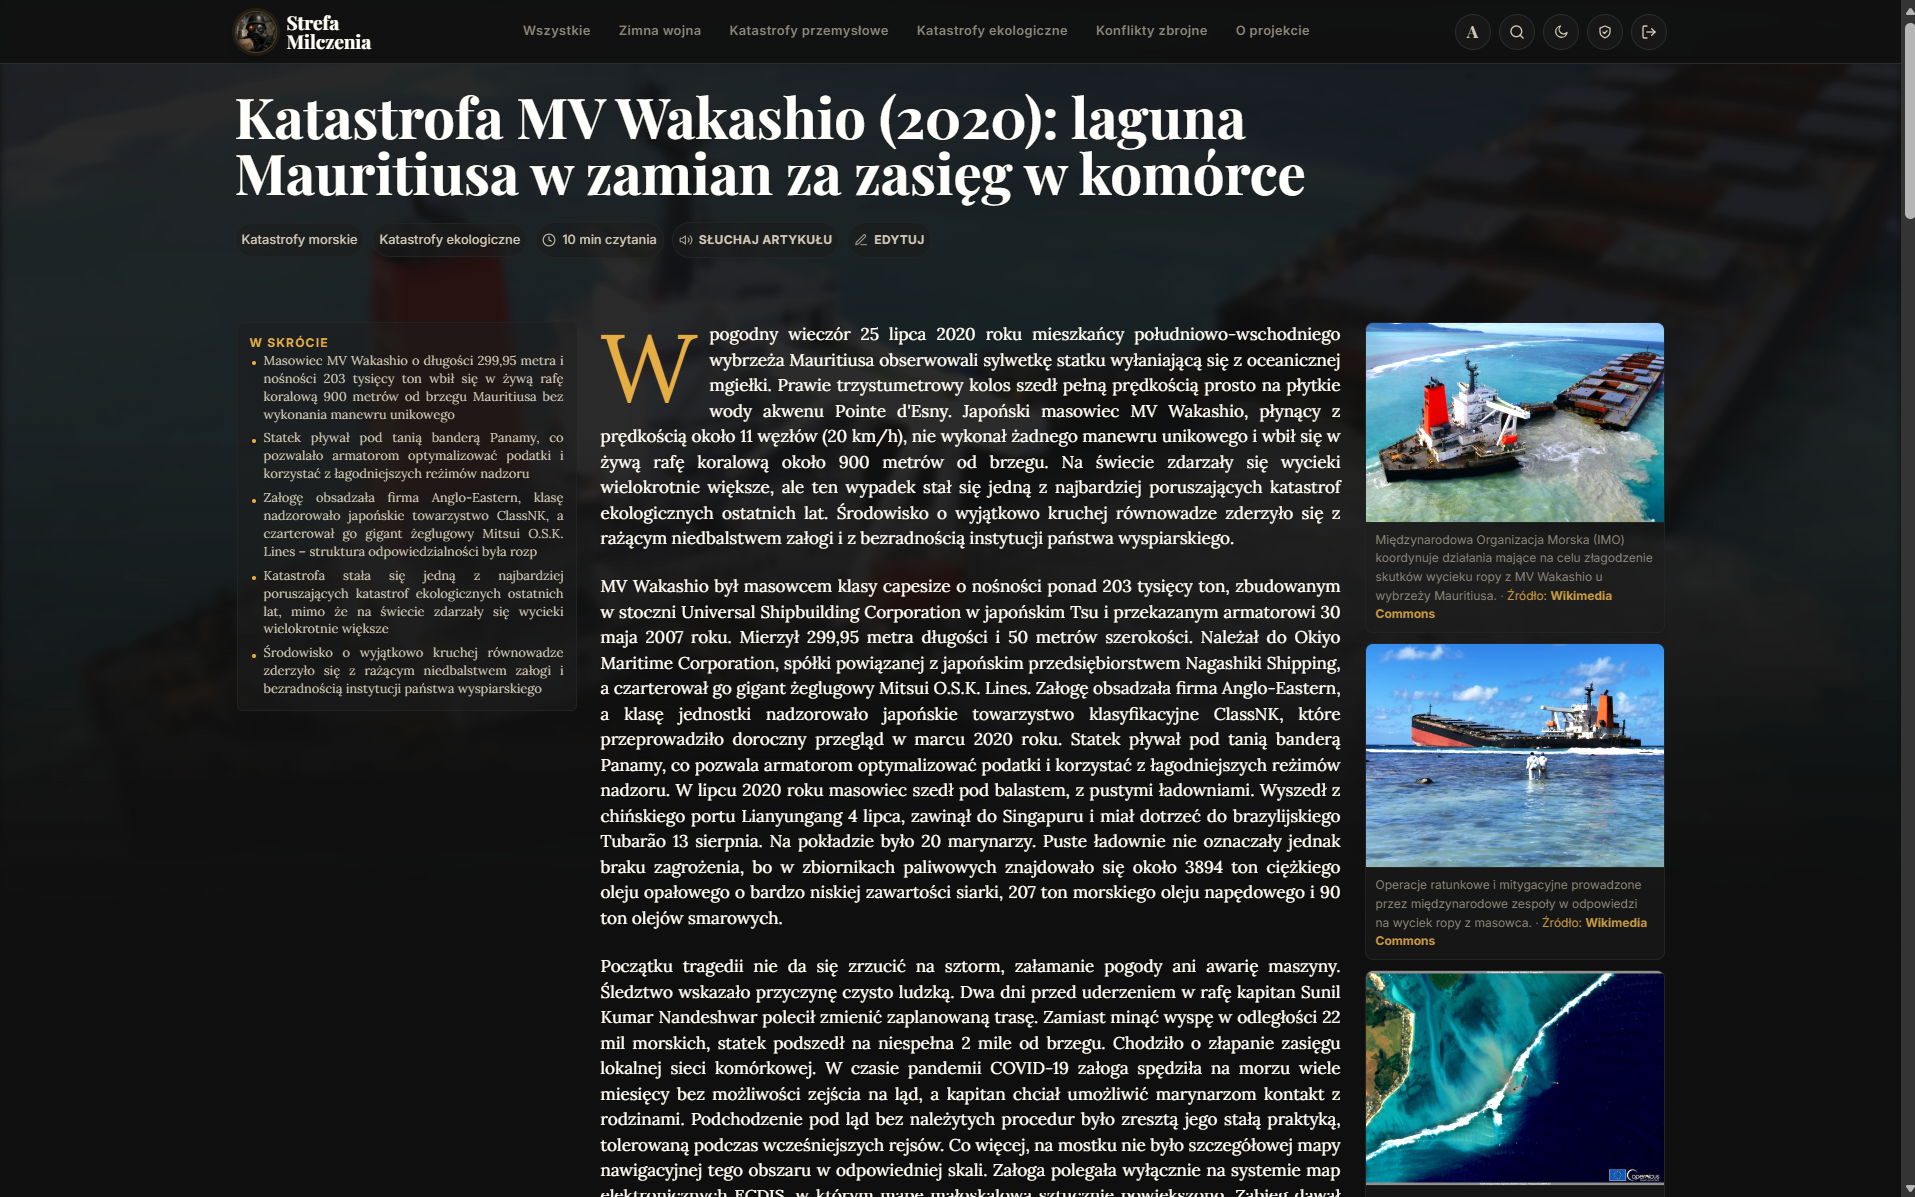 Strefa
Milczenia
Wszystkie
Zimna wojna
Katastrofy przemysłowe
Katastrofy ekologiczne
Konflikty zbrojne
O projekcie
A
Katastrofa MV Wakashio (2020): laguna
Mauritiusa w zamian za zasięg w komórce
Katastrofy morskie
Katastrofy ekologiczne
10 min czytania
SŁUCHAJ ARTYKUŁU
EDYTUJ
W SKRÓCIE
Masowiec MV Wakashio o długości 299,95 metra i
nośności 203 tysięcy ton wbił się w żywą rafę
koralową 900 metrów od brzegu Mauritiusa bez
wykonania manewru unikowego
Statek pływał pod tanią banderą Panamy, co
pozwalało armatorom optymalizować podatki i
korzystać z łagodniejszych reżimów nadzoru
Załogę obsadzała firma Anglo-Eastern, klasę
nadzorowało japońskie towarzystwo ClassNK, a
czarterował go gigant żeglugowy Mitsui O.S.K.
Lines – struktura odpowiedzialności była rozp
Katastrofa stała się jedną z najbardziej
poruszających katastrof ekologicznych ostatnich
lat, mimo że na świecie zdarzały się wycieki
wielokrotnie większe
Środowisko o wyjątkowo kruchej równowadze
zderzyło się z rażącym niedbalstwem załogi i
bezradnością instytucji państwa wyspiarskiego
W pogodny wieczór 25 lipca 2020 roku mieszkańcy południowo-wschodniego
wybrzeża Mauritiusa obserwowali sylwetkę statku wyłaniającą się z oceanicznej
mgiełki. Prawie trzystumetrowy kolos szedł pełną prędkością prosto na płytkie
wody akwenu Pointe d'Esny. Japoński masowiec MV Wakashio, płynący z
prędkością około 11 węzłów (20 km/h), nie wykonał żadnego manewru unikowego i wbił się w
żywą rafę koralową około 900 metrów od brzegu. Na świecie zdarzały się wycieki
wielokrotnie większe, ale ten wypadek stał się jedną z najbardziej poruszających katastrof
ekologicznych ostatnich lat. Środowisko o wyjątkowo kruchej równowadze zderzyło się z
rażącym niedbalstwem załogi i z bezradnością instytucji państwa wyspiarskiego.
MV Wakashio był masowcem klasy capesize o nośności ponad 203 tysięcy ton, zbudowanym
w stoczni Universal Shipbuilding Corporation w japońskim Tsu i przekazanym armatorowi 30
maja 2007 roku. Mierzył 299,95 metra długości i 50 metrów szerokości. Należał do Okiyo
Maritime Corporation, spółki powiązanej z japońskim przedsiębiorstwem Nagashiki Shipping,
a czarterował go gigant żeglugowy Mitsui O.S.K. Lines. Załogę obsadzała firma Anglo-Eastern,
a klasę jednostki nadzorowało japońskie towarzystwo klasyfikacyjne ClassNK, które
przeprowadziło doroczny przegląd w marcu 2020 roku. Statek pływał pod tanią banderą
Panamy, co pozwala armatorom optymalizować podatki i korzystać z łagodniejszych reżimów
nadzoru. W lipcu 2020 roku masowiec szedł pod balastem, z pustymi ładowniami. Wyszedł z
chińskiego portu Lianyungang 4 lipca, zawinął do Singapuru i miał dotrzeć do brazylijskiego
Tubarão 13 sierpnia. Na pokładzie było 20 marynarzy. Puste ładownie nie oznaczały jednak
braku zagrożenia, bo w zbiornikach paliwowych znajdowało się około 3894 ton ciężkiego
oleju opałowego o bardzo niskiej zawartości siarki, 207 ton morskiego oleju napędowego i 90
ton olejów smarowych.
Początku tragedii nie da się zrzucić na sztorm, załamanie pogody ani awarię maszyny.
Śledztwo wskazało przyczynę czysto ludzką. Dwa dni przed uderzeniem w rafę kapitan Sunil
Kumar Nandeshwar polecił zmienić zaplanowaną trasę. Zamiast minąć wyspę w odległości 22
mil morskich, statek podszedł na niespełna 2 mile od brzegu. Chodziło o złapanie zasięgu
lokalnej sieci komórkowej. W czasie pandemii COVID-19 załoga spędziła na morzu wiele
miesięcy bez możliwości zejścia na ląd, a kapitan chciał umożliwić marynarzom kontakt z
rodzinami. Podchodzenie pod ląd bez należytych procedur było zresztą jego stałą praktyką,
tolerowaną podczas wcześniejszych rejsów. Co więcej, na mostku nie było szczegółowej mapy
nawigacyjnej tego obszaru w odpowiedniej skali. Załoga polegała wyłącznie na systemie map
elektronicznych ECDIS, w którym mapę małoskalową sztucznie powiększono. Zabieg dawał
Międzynarodowa Organizacja Morska (IMO)
koordynuje działania mające na celu złagodzenie
skutków wycieku ropy z MV Wakashio u
wybrzeży Mauritiusa. · Źródło: Wikimedia
Commons
Operacje ratunkowe i mitygacyjne prowadzone
przez międzynarodowe zespoły w odpowiedzi
na wyciek ropy z masowca. · Źródło: Wikimedia
Commons
Copernicus